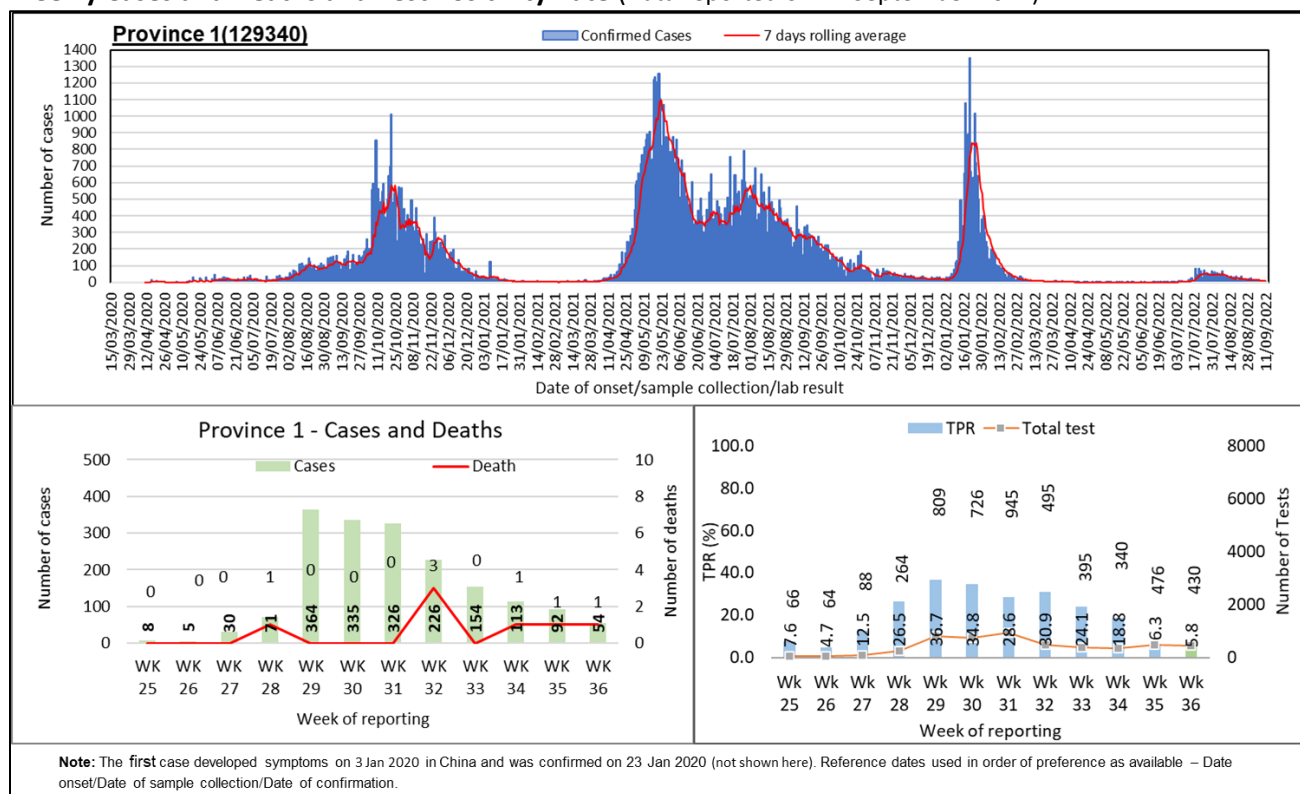 Province 1(129340)
Confirmed Cases 7 days rolling average
Number of cases
1400
1300
1200
1100
1000
900
800
700
600
500
400
300
200
100
0
15/03/2020 29/03/2020 12/04/2020 26/04/2020 10/05/2020 24/05/2020 07/06/2020 21/06/2020 05/07/2020 19/07/2020 02/08/2020 16/08/2020 30/08/2020 13/09/2020 27/09/2020 11/10/2020 25/10/2020 08/11/2020 22/11/2020 06/12/2020 20/12/2020 03/01/2021 17/01/2021 31/01/2021 14/02/2021 28/02/2021 14/03/2021 28/03/2021 11/04/2021 25/04/2021 09/05/2021 23/05/2021 06/06/2021 20/06/2021 04/07/2021 18/07/2021 01/08/2021 15/08/2021 29/08/2021 12/09/2021 26/09/2021 10/10/2021 24/10/2021 07/11/2021 21/11/2021 05/12/2021 19/12/2021 02/01/2022 16/01/2022 30/01/2022 13/02/2022 27/02/2022 13/03/2022 27/03/2022 10/04/2022 24/04/2022 08/05/2022 22/05/2022 05/06/2022 19/06/2022 03/07/2022 17/07/2022 31/07/2022 14/08/2022 28/08/2022 11/09/2022
Date of onset/sample collection/lab result
Province 1 - Cases and Deaths
Cases Death
Number of cases
500
400
300
200
100
0
0 0 0 1 0 0 0 3 0 1 1 1
8 5 30 71 364 335 326 226 154 113 92 54
10
8
6
4
2
0
Number of deaths
WK WK WK WK WK WK WK WK WK WK WK WK
25 26 27 28 29 30 31 32 33 34 35 36
Week of reporting
TPR Total test
TPR (%)
100.0
80.0
60.0
40.0
20.0
0.0
66 64 88 264 809 726 945 495 395 340 476 430
7.6 4.7 12.5 26.5 36.7 34.8 28.6 30.9 24.1 18.8 6.3 5.8
8000
6000
4000
2000
0
Number of Tests
Wk Wk Wk Wk Wk Wk Wk Wk Wk Wk Wk Wk
25 26 27 28 29 30 31 32 33 34 35 36
Week of reporting
Note: The first case developed symptoms on 3 Jan 2020 in China and was confirmed on 23 Jan 2020 (not shown here). Reference dates used in order of preference as available – Date
onset/Date of sample collection/Date of confirmation.